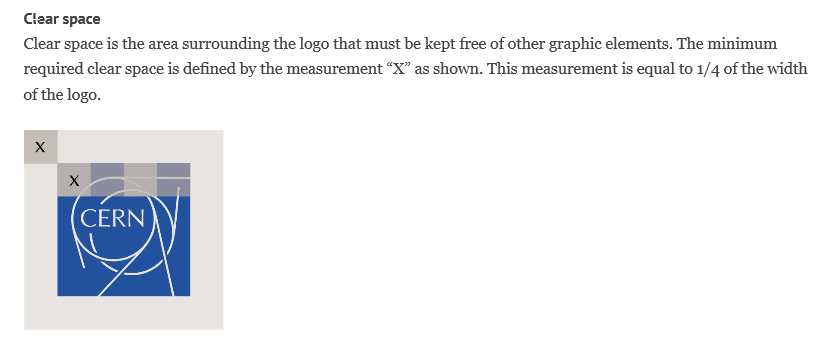 Clear space
Clear space is the area surrounding the logo that must be kept free of other graphic elements. The minimum
required clear space is defined by the measurement “X” as shown. This measurement is equal to 1/4 of the width
of the logo.
X
X
CERN